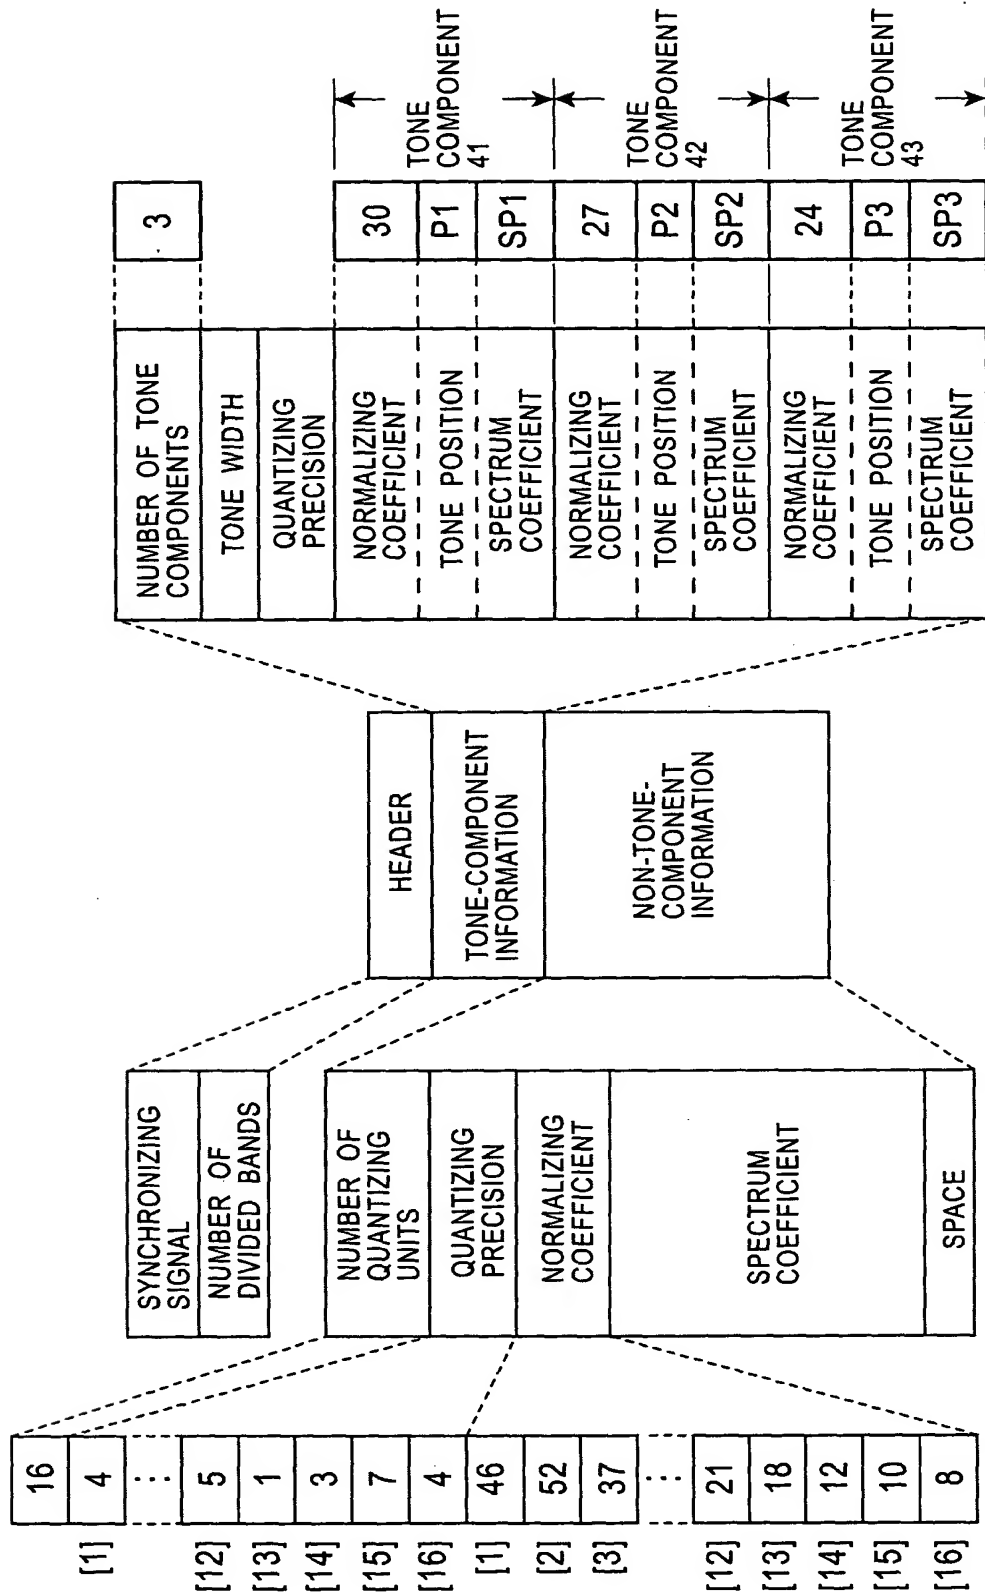 16
4
5
1
3
7
4
46
52
37
21
18
12
10
8
[1]
[12]
[13]
[14]
[15]
[16]
[1]
[2]
[3]
[12]
[13]
[14]
[15]
[16]
SYNCHRONIZING
SIGNAL
NUMBER OF
DIVIDED BANDS
NUMBER OF
QUANTIZING
UNITS
QUANTIZING
PRECISION
NORMALIZING
COEFFICIENT
SPECTRUM
COEFFICIENT
SPACE
HEADER
TONE-COMPONENT
INFORMATION
NON-TONE-
COMPONENT
INFORMATION
NUMBER OF TONE
COMPONENTS
TONE WIDTH
QUANTIZING
PRECISION
NORMALIZING
COEFFICIENT
TONE POSITION
SPECTRUM
COEFFICIENT
NORMALIZING
COEFFICIENT
TONE POSITION
SPECTRUM
COEFFICIENT
NORMALIZING
COEFFICIENT
TONE POSITION
SPECTRUM
COEFFICIENT
3
30
P1
SP1
27
P2
SP2
24
P3
SP3
TONE
COMPONENT
41
TONE
COMPONENT
42
TONE
COMPONENT
43